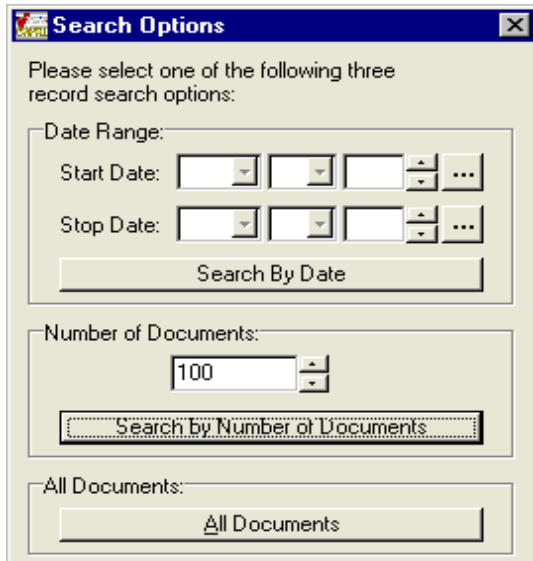 Search Options
Please select one of the following three
record search options:
Date Range:
Start Date:
...
Stop Date:
...
Search By Date
Number of Documents:
100
Search by Number of Documents
All Documents:
All Documents